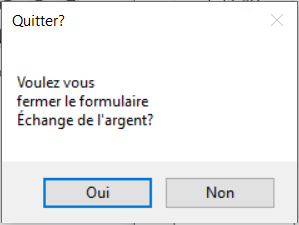 Quitter?
Voulez vous
fermer le formulaire
Échange de l'argent?
Oui
Non